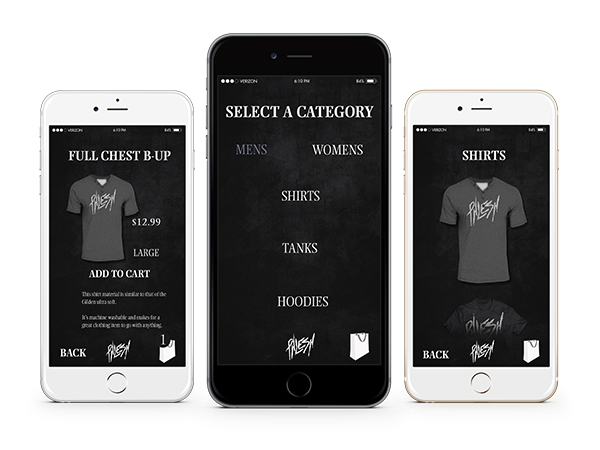 VERIZON 6:10 PM 84%
FULL CHEST B-UP
$12.99
LARGE
ADD TO CART
This shirt material is similar to that of the
Gilden ultra soft.
It's machine washable and makes for a
great clothing item to go with anything.
BACK
1
VERIZON 6:10 PM 84%
SELECT A CATEGORY
MENS WOMENS
SHIRTS
TANKS
HOODIES
VERIZON 6:10 PM 84%
SHIRTS
BACK